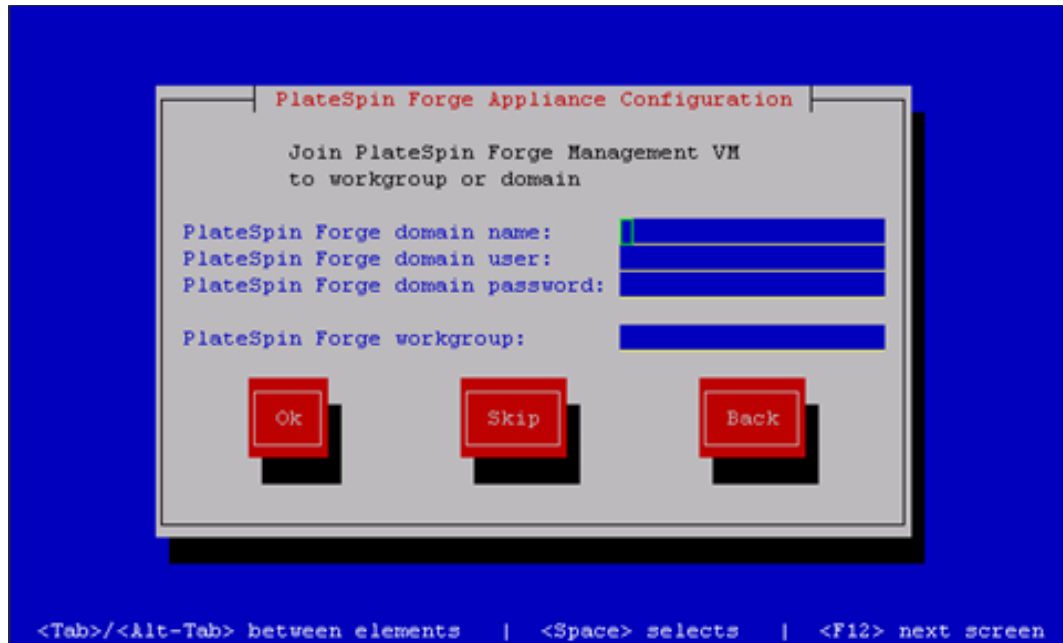 PlateSpin Forge Appliance Configuration
Join PlateSpin Forge Management VM
to workgroup or domain
PlateSpin Forge domain name:
PlateSpin Forge domain user:
PlateSpin Forge domain password:
PlateSpin Forge workgroup:
Ok Skip Back
<Tab>/<Alt-Tab> between elements | <Space> selects | <F12> next screen